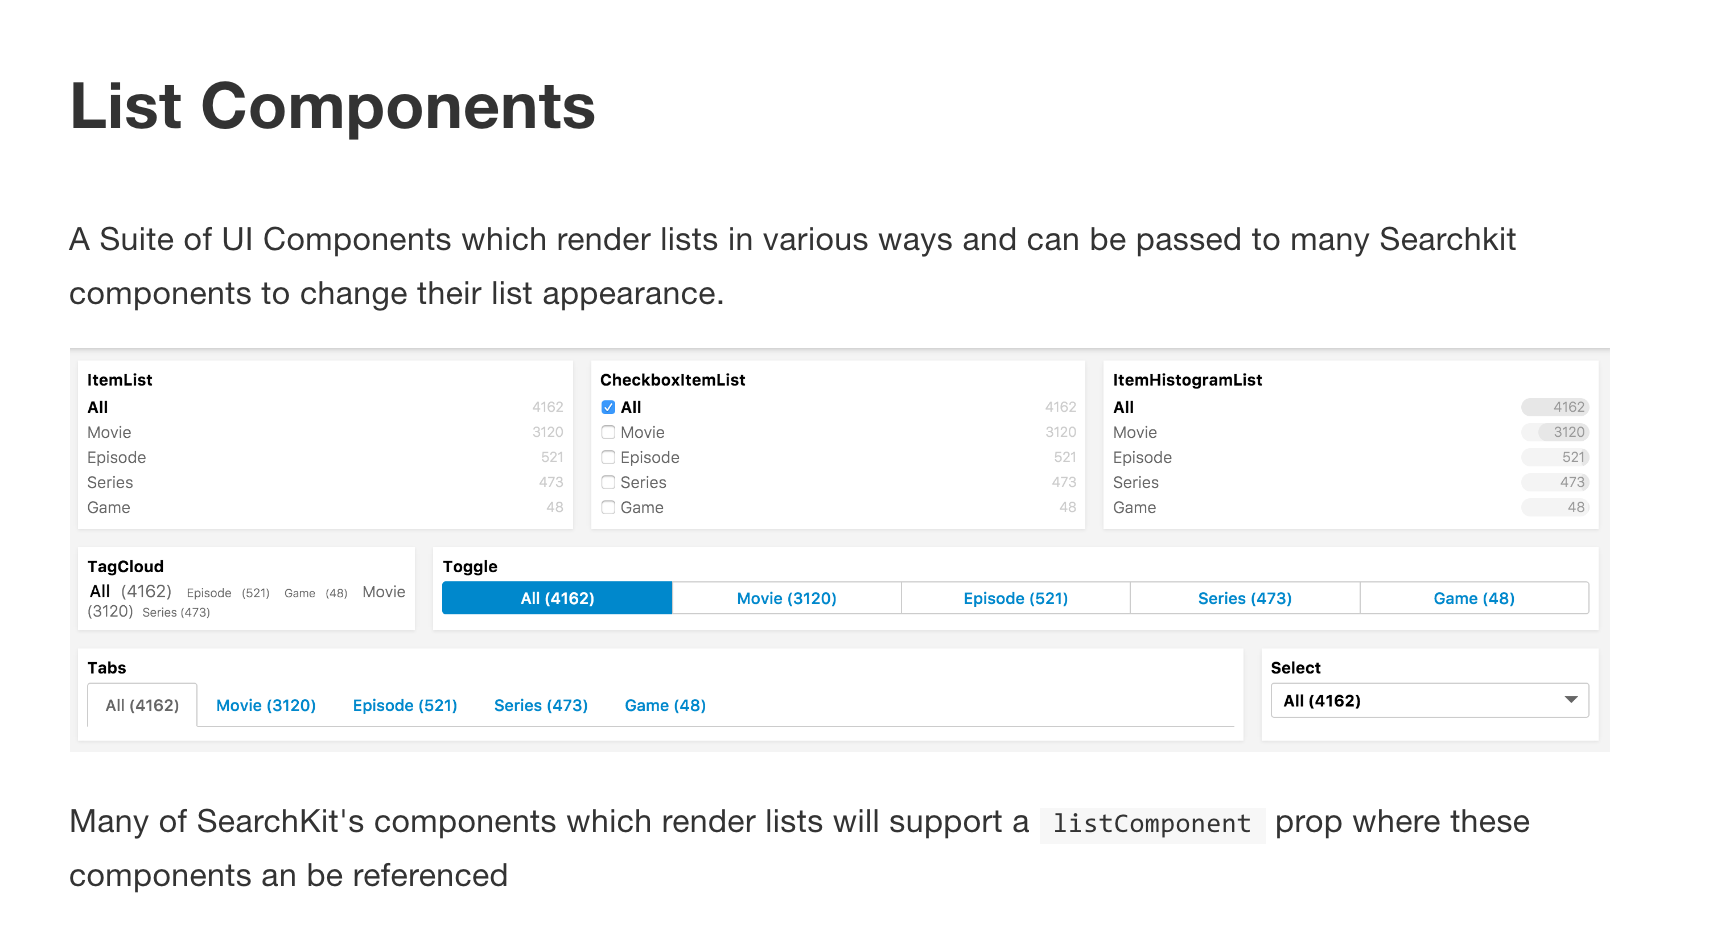 List Components
A Suite of UI Components which render lists in various ways and can be passed to many Searchkit
components to change their list appearance.
ItemList
All 4162
Movie 3120
Episode 521
Series 473
Game 48
CheckboxItemList
All 4162
Movie 3120
Episode 521
Series 473
Game 48
ItemHistogramList
All 4162
Movie 3120
Episode 521
Series 473
Game 48
TagCloud
All (4162) Episode (521) Game (48) Movie
(3120) Series (473)
Toggle
All (4162) Movie (3120) Episode (521) Series (473) Game (48)
Tabs
All (4162) Movie (3120) Episode (521) Series (473) Game (48)
Select
All (4162)
Many of SearchKit's components which render lists will support a listComponent prop where these
components an be referenced